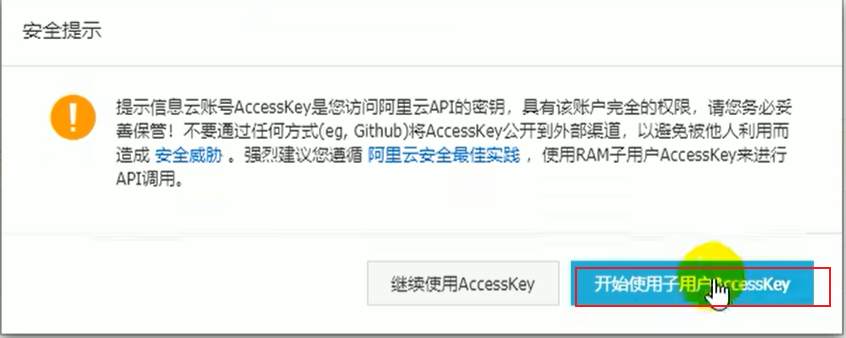 安全提示
提示信息云账号AccessKey是您访问阿里云API的密钥，具有该账户完全的权限，请您务必妥
善保管！不要通过任何方式(eg, Github)将AccessKey公开到外部渠道，以避免被他人利用而
造成 安全威胁 。强烈建议您遵循 阿里云安全最佳实践 ，使用RAM子用户AccessKey来进行
API调用。
继续使用AccessKey
开始使用子用户AccessKey